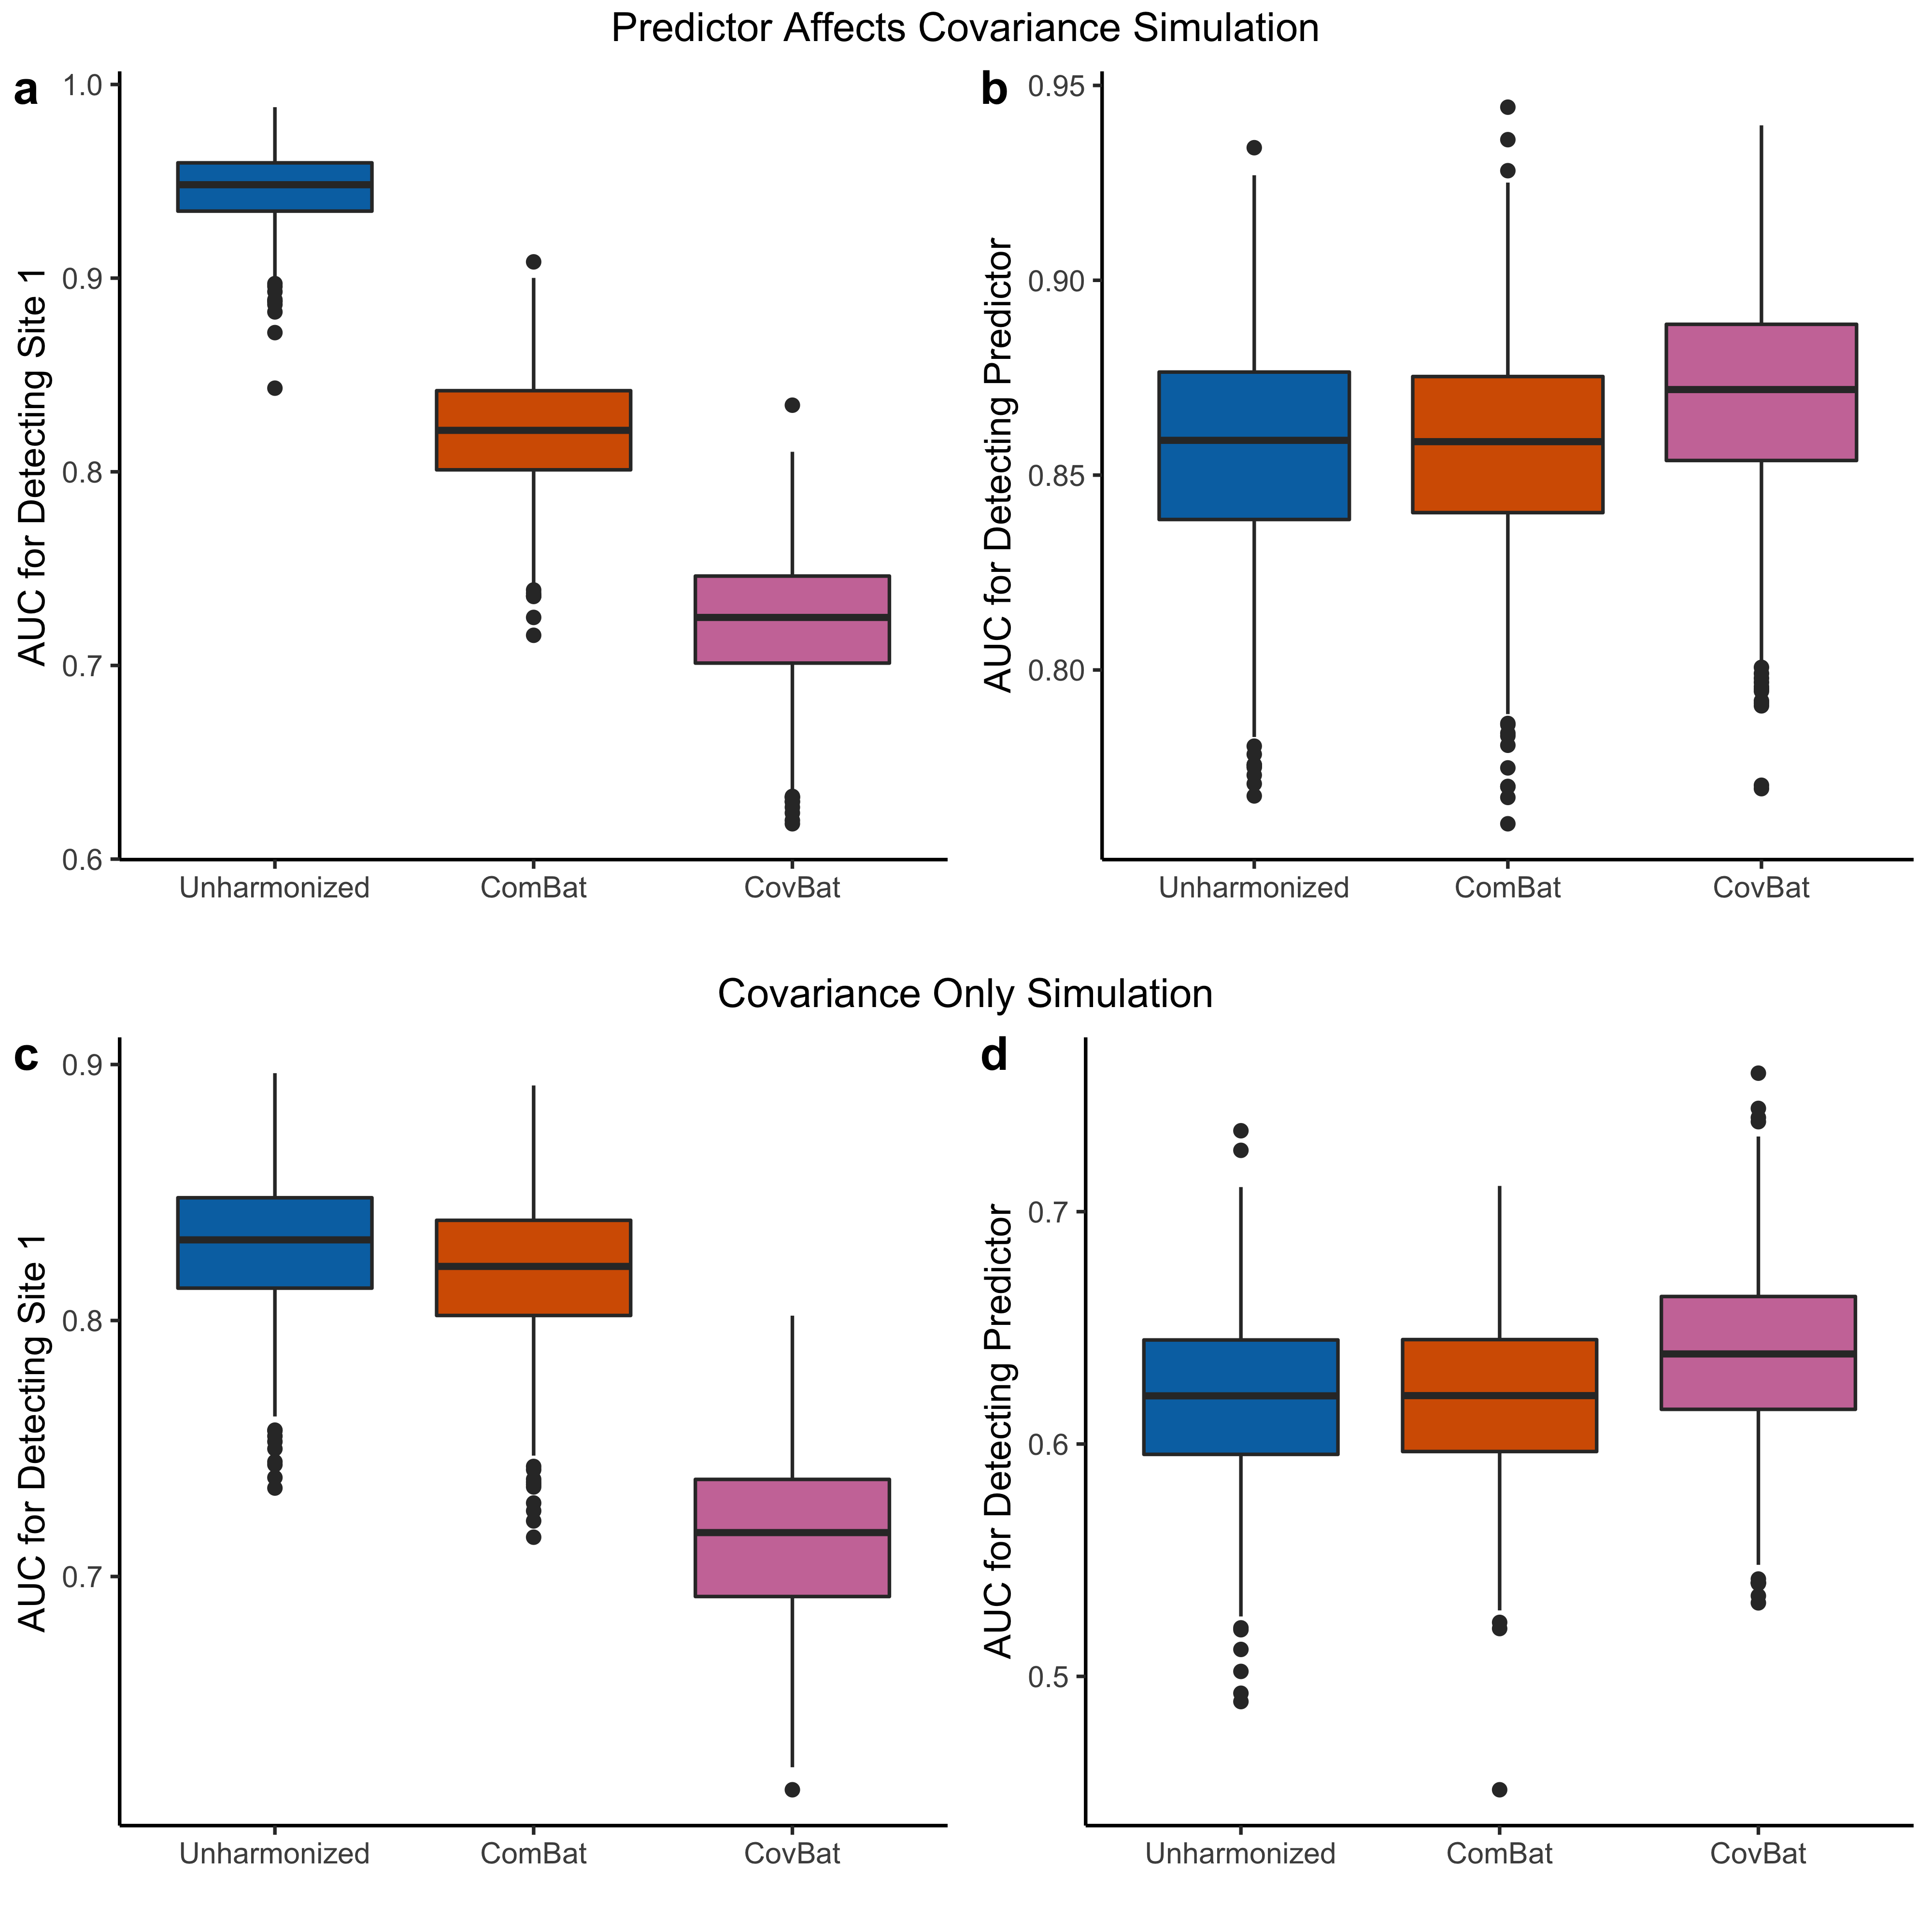 Predictor Affects Covariance Simulation
a
AUC for Detecting Site 1
1.0
0.9
0.8
0.7
0.6
Unharmonized ComBat CovBat
b
AUC for Detecting Predictor
0.95
0.90
0.85
0.80
Unharmonized ComBat CovBat
Covariance Only Simulation
c
AUC for Detecting Site 1
0.9
0.8
0.7
Unharmonized ComBat CovBat
d
AUC for Detecting Predictor
0.7
0.6
0.5
Unharmonized ComBat CovBat